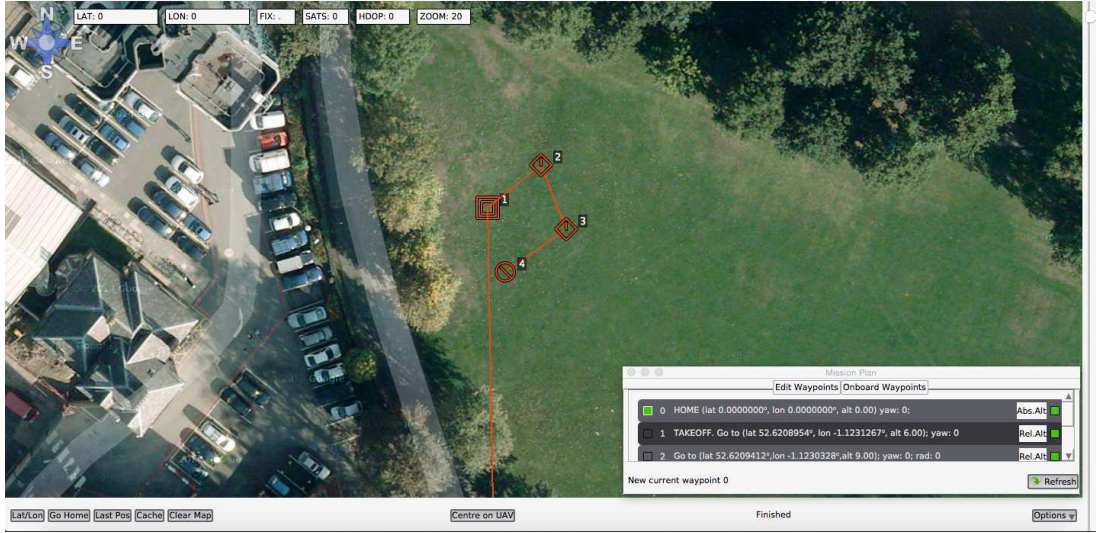 N
LAT: 0
LON: 0
FIX: .
SATS: 0
HDOP: 0
ZOOM: 20
W
E
S
2
1
3
4
Google
Mission Plan
Edit Waypoints
Onboard Waypoints
0 HOME (lat 0.0000000°, lon 0.0000000°, alt 0.00) yaw: 0;
Abs.Alt
1 TAKEOFF. Go to (lat 52.6208954°, lon -1.1231267°, alt 6.00); yaw: 0
Rel.Alt
2 Go to (lat 52.6209412°,lon -1.1230328°,alt 9.00); yaw: 0; rad: 0
Rel.Alt
New current waypoint 0
Refresh
Lat/Lon
Go Home
Last Pos
Cache
Clear Map
Centre on UAV
Finished
Options